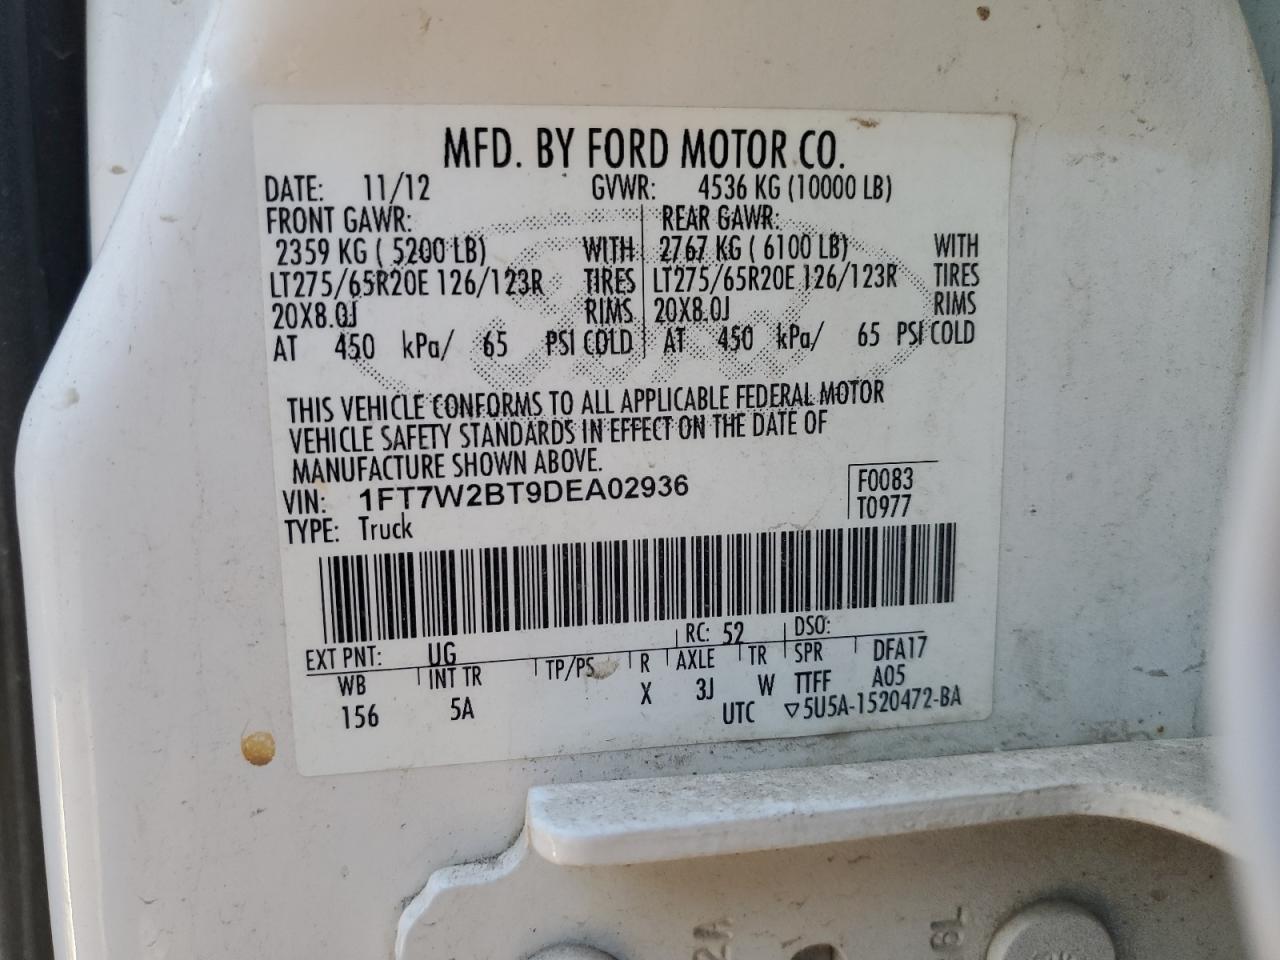 MFD. BY FORD MOTOR CO.
DATE: 11/12 GVWR: 4536 KG (10000 LB)
FRONT GAWR: REAR GAWR:
2359 KG ( 5200 LB) WITH 2767 KG ( 6100 LB) WITH
LT275/65R20E 126/123R TIRES LT275/65R20E 126/123R TIRES
20X8.0J RIMS 20X8.0J RIMS
AT 450 kPa/ 65 PSI COLD AT 450 kPa/ 65 PSI COLD
THIS VEHICLE CONFORMS TO ALL APPLICABLE FEDERAL MOTOR
VEHICLE SAFETY STANDARDS IN EFFECT ON THE DATE OF
MANUFACTURE SHOWN ABOVE.
VIN: 1FT7W2BT9DEA02936 F0083
TYPE: Truck T0977
EXT PNT: UG RC: 52 DSO:
WB INT TR TP/PS R AXLE TR SPR DFA17
156 5A X 3J W TTFF A05
UTC ▽5U5A-1520472-BA